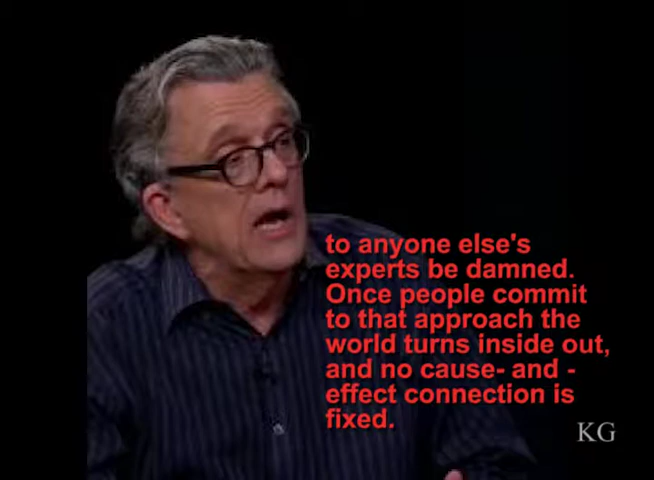 to anyone else's
experts be damned.
Once people commit
to that approach the
world turns inside out,
and no cause- and -
effect connection is
fixed.
KG